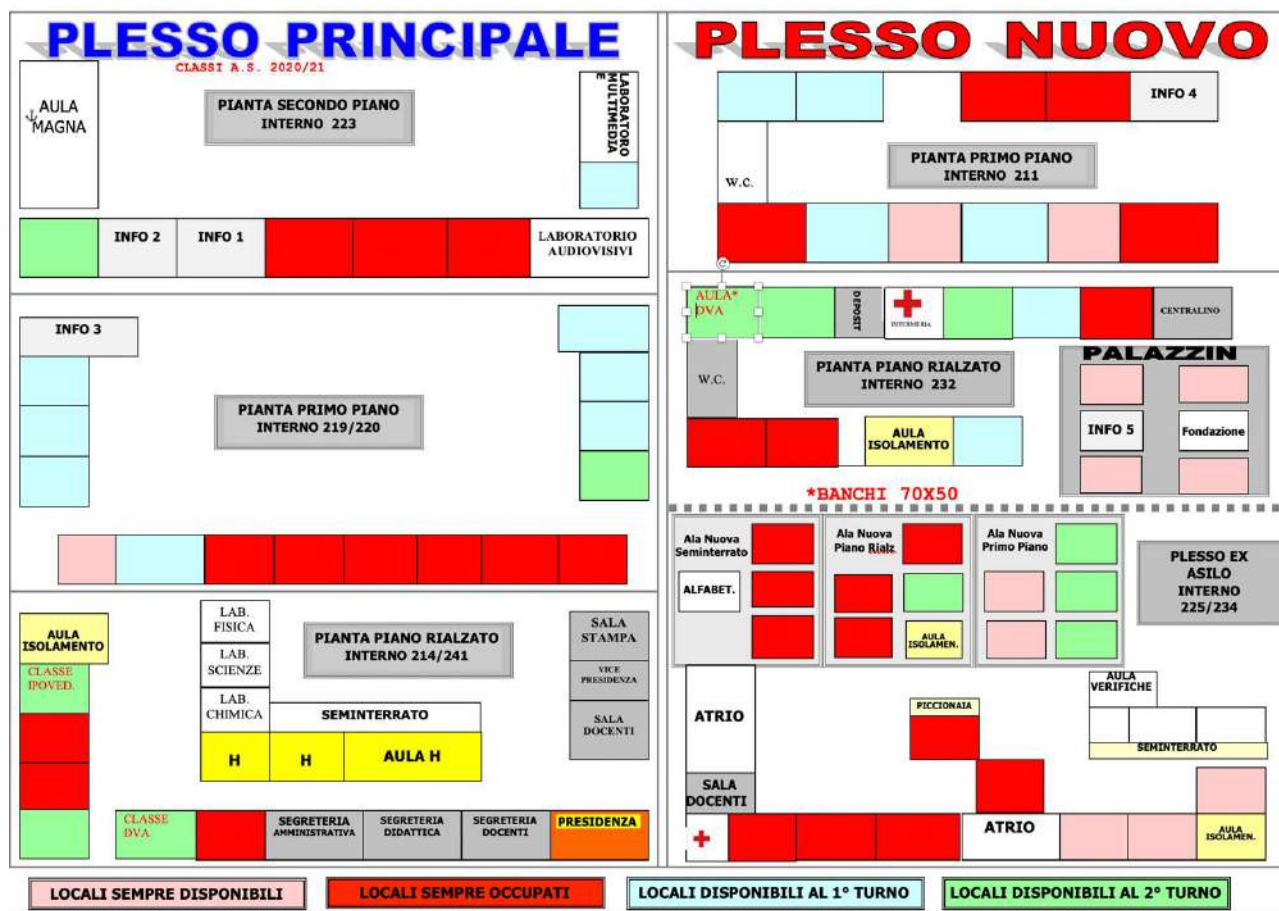 PLESSO PRINCIPALE
CLASSI A.S. 2020/21
AULA
MAGNA
PIANTA SECONDO PIANO
INTERNO 223
LABORATORO
MULTIMEDIA
E
INFO 2
INFO 1
LABORATORIO
AUDIOVISIVI
INFO 3
PIANTA PRIMO PIANO
INTERNO 219/220
AULA
ISOLAMENTO
CLASSE
IPOVED.
LAB.
FISICA
LAB.
SCIENZE
LAB.
CHIMICA
PIANTA PIANO RIALZATO
INTERNO 214/241
SEMINTERRATO
H
H
AULA H
SALA
STAMPA
VICE
PRESIDENZA
SALA
DOCENTI
CLASSE
DVA
SEGRETERIA
AMMINISTRATIVA
SEGRETERIA
DIDATTICA
SEGRETERIA
DOCENTI
PRESIDENZA
PLESSO NUOVO
INFO 4
PIANTA PRIMO PIANO
INTERNO 211
W.C.
AULA*
DVA
DEPOSIT
INFERMERIA
CENTRALINO
W.C.
PIANTA PIANO RIALZATO
INTERNO 232
AULA
ISOLAMENTO
PALAZZIN
INFO 5
Fondazione
*BANCHI 70X50
Ala Nuova
Seminterrato
ALFABET.
Ala Nuova
Piano Rialz
AULA
ISOLAMEN.
Ala Nuova
Primo Piano
PLESSO EX
ASILO
INTERNO
225/234
ATRIO
SALA
DOCENTI
PICCIONAIA
AULA
VERIFICHE
SEMINTERRATO
ATRIO
AULA
ISOLAMEN.
LOCALI SEMPRE DISPONIBILI
LOCALI SEMPRE OCCUPATI
LOCALI DISPONIBILI AL 1° TURNO
LOCALI DISPONIBILI AL 2° TURNO